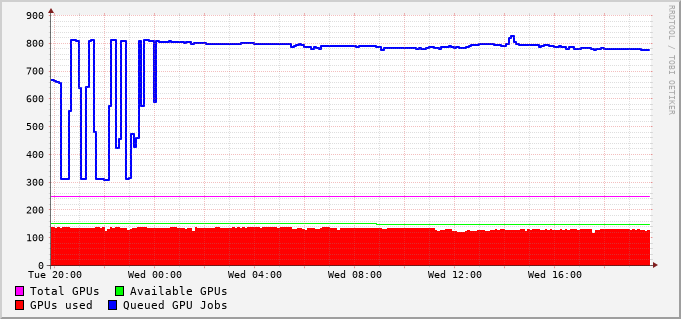 900
800
700
600
500
400
300
200
100
0
Tue 20:00 Wed 00:00 Wed 04:00 Wed 08:00 Wed 12:00 Wed 16:00
Total GPUs Available GPUs
GPUs used Queued GPU Jobs
RRDTOOL / TOBI OETIKER